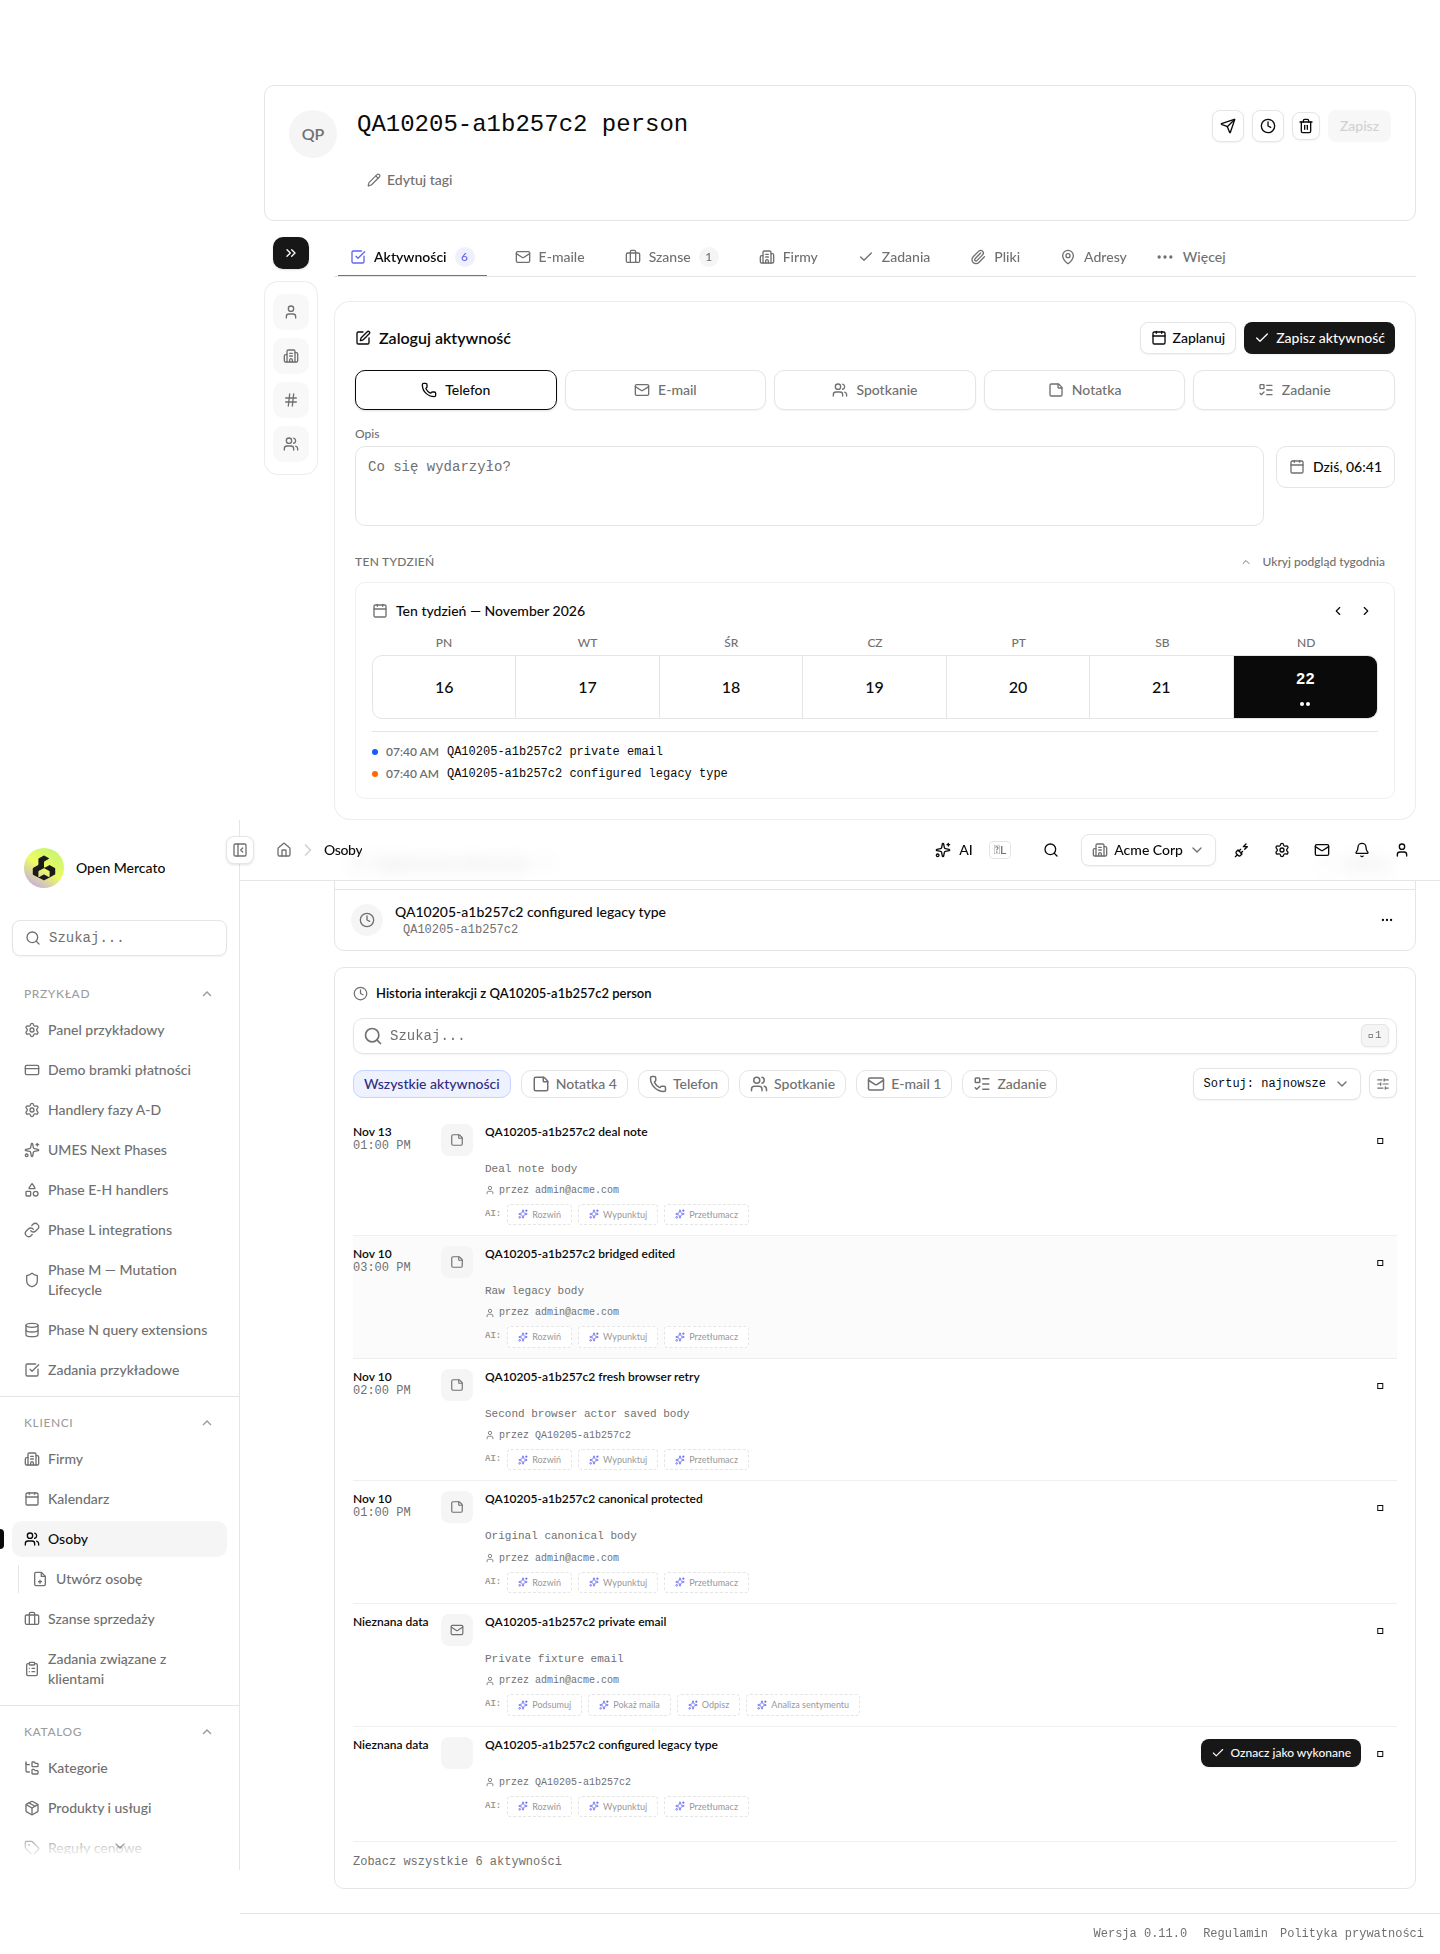 QP
QA10205-a1b257c2 person
Zapisz
Edytuj tagi
Aktywności 6
E-maile
Szanse 1
Firmy
Zadania
Pliki
Adresy
Więcej
Zaloguj aktywność
Zaplanuj
Zapisz aktywność
Telefon
E-mail
Spotkanie
Notatka
Zadanie
Opis
Co się wydarzyło?
Dziś, 06:41
TEN TYDZIEŃ
Ukryj podgląd tygodnia
Ten tydzień — November 2026
PN WT ŚR CZ PT SB ND
16 17 18 19 20 21 22
07:40 AM QA10205-a1b257c2 private email
07:40 AM QA10205-a1b257c2 configured legacy type
Open Mercato
Osoby
AI
L
Acme Corp
Szukaj...
PRZYKŁAD
Panel przykładowy
Demo bramki płatności
Handlery fazy A-D
UMES Next Phases
Phase E-H handlers
Phase L integrations
Phase M — Mutation
Lifecycle
Phase N query extensions
Zadania przykładowe
KLIENCI
Firmy
Kalendarz
Osoby
Utwórz osobę
Szanse sprzedaży
Zadania związane z
klientami
KATALOG
Kategorie
Produkty i usługi
Reguły cenowe
QA10205-a1b257c2 configured legacy type
QA10205-a1b257c2
Historia interakcji z QA10205-a1b257c2 person
Szukaj...
1
Wszystkie aktywności
Notatka 4
Telefon
Spotkanie
E-mail 1
Zadanie
Sortuj: najnowsze
Nov 13
01:00 PM
QA10205-a1b257c2 deal note
Deal note body
przez admin@acme.com
AI: Rozwiń Wypunktuj Przetłumacz
Nov 10
03:00 PM
QA10205-a1b257c2 bridged edited
Raw legacy body
przez admin@acme.com
AI: Rozwiń Wypunktuj Przetłumacz
Nov 10
02:00 PM
QA10205-a1b257c2 fresh browser retry
Second browser actor saved body
przez QA10205-a1b257c2
AI: Rozwiń Wypunktuj Przetłumacz
Nov 10
01:00 PM
QA10205-a1b257c2 canonical protected
Original canonical body
przez admin@acme.com
AI: Rozwiń Wypunktuj Przetłumacz
Nieznana data
QA10205-a1b257c2 private email
Private fixture email
przez admin@acme.com
AI: Podsumuj Pokaż maila Odpisz Analiza sentymentu
Nieznana data
QA10205-a1b257c2 configured legacy type
Oznacz jako wykonane
przez QA10205-a1b257c2
AI: Rozwiń Wypunktuj Przetłumacz
Zobacz wszystkie 6 aktywności
Wersja 0.11.0 Regulamin Polityka prywatności